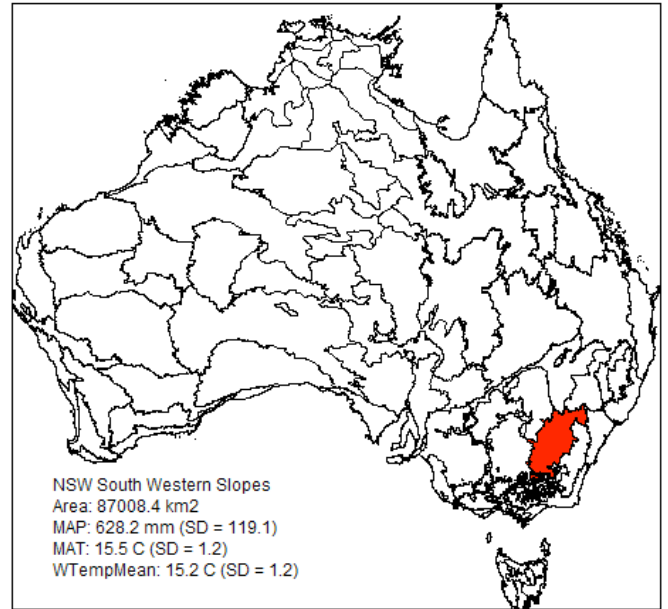 NSW South Western Slopes
Area: 87008.4 km2
MAP: 628.2 mm (SD = 119.1)
MAT: 15.5 C (SD = 1.2)
WTempMean: 15.2 C (SD = 1.2)